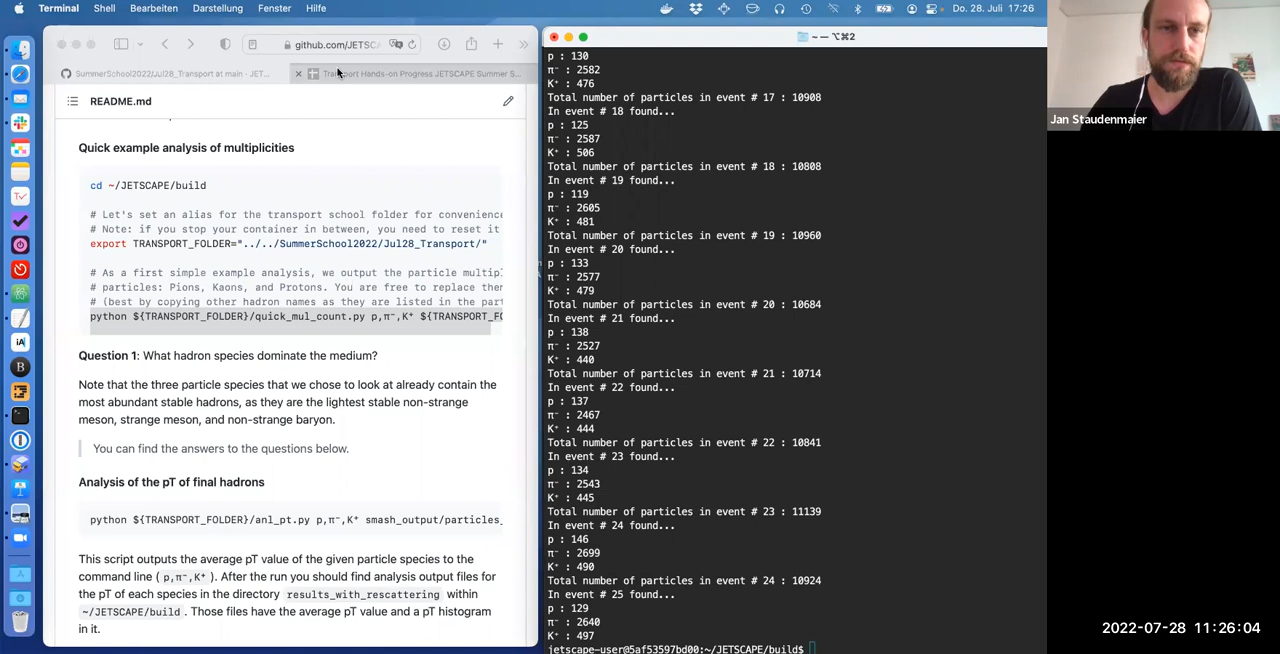 Terminal Shell Bearbeiten Darstellung Fenster Hilfe
Do. 28. Juli 17:26
github.com/JETSC
SummerSchool2022/Jul28_Transport at main · JET...
Transport Hands-on Progress JETSCAPE Summer S...
README.md
Quick example analysis of multiplicities
cd ~/JETSCAPE/build
# Let's set an alias for the transport school folder for convenience
# Note: if you stop your container in between, you need to reset it
export TRANSPORT_FOLDER="../../SummerSchool2022/Jul28_Transport/"
# As a first simple example analysis, we output the particle multipl
# particles: Pions, Kaons, and Protons. You are free to replace them
# (best by copying other hadron names as they are listed in the part
python ${TRANSPORT_FOLDER}/quick_mul_count.py p,π⁻,K⁺ ${TRANSPORT_FO
Question 1: What hadron species dominate the medium?
Note that the three particle species that we chose to look at already contain the
most abundant stable hadrons, as they are the lightest stable non-strange
meson, strange meson, and non-strange baryon.
You can find the answers to the questions below.
Analysis of the pT of final hadrons
python ${TRANSPORT_FOLDER}/anl_pt.py p,π⁻,K⁺ smash_output/particles_
This script outputs the average pT value of the given particle species to the
command line ( p,π⁻,K⁺ ). After the run you should find analysis output files for
the pT of each species in the directory results_with_rescattering within
~/JETSCAPE/build . Those files have the average pT value and a pT histogram
in it.
~ — ⌥⌘2
p : 130
π⁻ : 2582
K⁺ : 476
Total number of particles in event # 17 : 10908
In event # 18 found...
p : 125
π⁻ : 2587
K⁺ : 506
Total number of particles in event # 18 : 10808
In event # 19 found...
p : 119
π⁻ : 2605
K⁺ : 481
Total number of particles in event # 19 : 10960
In event # 20 found...
p : 133
π⁻ : 2577
K⁺ : 479
Total number of particles in event # 20 : 10684
In event # 21 found...
p : 138
π⁻ : 2527
K⁺ : 440
Total number of particles in event # 21 : 10714
In event # 22 found...
p : 137
π⁻ : 2467
K⁺ : 444
Total number of particles in event # 22 : 10841
In event # 23 found...
p : 134
π⁻ : 2543
K⁺ : 445
Total number of particles in event # 23 : 11139
In event # 24 found...
p : 146
π⁻ : 2699
K⁺ : 490
Total number of particles in event # 24 : 10924
In event # 25 found...
p : 129
π⁻ : 2640
K⁺ : 497
jetscape-user@5af53597bd00:~/JETSCAPE/build$
Jan Staudenmaier
2022-07-28 11:26:04